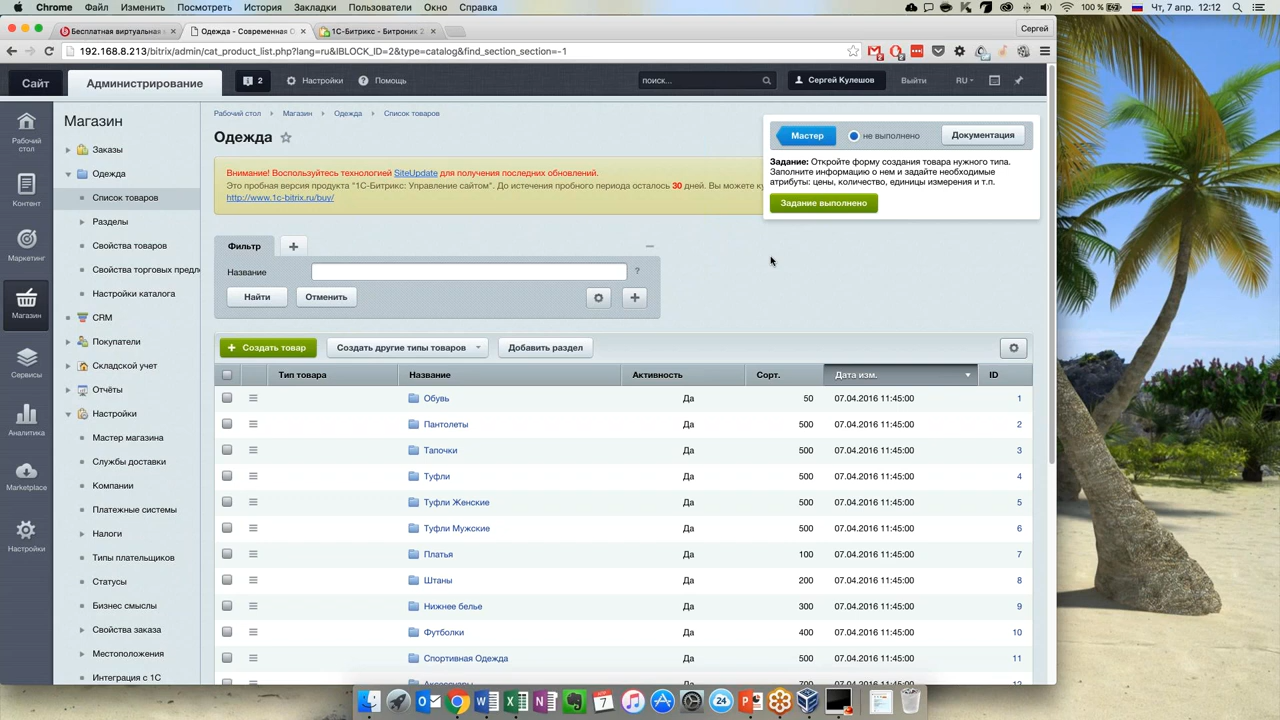 Chrome Файл Изменить Посмотреть История Закладки Пользователи Окно Справка 100 % Чт, 7 апр. 12:12
Бесплатная виртуальная Одежда - Современная 1С-Битрикс - Битроник 2 Сергей
192.168.8.213/bitrix/admin/cat_product_list.php?lang=ru&IBLOCK_ID=2&type=catalog&find_section_section=-1
Сайт Администрирование 2 Настройки Помощь поиск... Сергей Кулешов Выйти RU
Рабочий стол
Контент
Маркетинг
Магазин
Сервисы
Аналитика
Marketplace
Настройки
Магазин
Заказы
Одежда
Список товаров
Разделы
Свойства товаров
Свойства торговых предл
Настройки каталога
CRM
Покупатели
Складской учет
Отчёты
Настройки
Мастер магазина
Службы доставки
Компании
Платежные системы
Налоги
Типы плательщиков
Статусы
Бизнес смыслы
Свойства заказа
Местоположения
Интеграция с 1С
Рабочий стол Магазин Одежда Список товаров
Одежда
Внимание! Воспользуйтесь технологией SiteUpdate для получения последних обновлений.
Это пробная версия продукта "1С-Битрикс: Управление сайтом". До истечения пробного периода осталось 30 дней. Вы можете ку
http://www.1c-bitrix.ru/buy/
Мастер не выполнено Документация
Задание: Откройте форму создания товара нужного типа.
Заполните информацию о нем и задайте необходимые
атрибуты: цены, количество, единицы измерения и т.п.
Задание выполнено
Фильтр
Название ?
Найти Отменить
Создать товар Создать другие типы товаров Добавить раздел
Тип товара Название Активность Сорт. Дата изм. ID
Обувь Да 50 07.04.2016 11:45:00 1
Пантолеты Да 500 07.04.2016 11:45:00 2
Тапочки Да 500 07.04.2016 11:45:00 3
Туфли Да 500 07.04.2016 11:45:00 4
Туфли Женские Да 500 07.04.2016 11:45:00 5
Туфли Мужские Да 500 07.04.2016 11:45:00 6
Платья Да 100 07.04.2016 11:45:00 7
Штаны Да 200 07.04.2016 11:45:00 8
Нижнее белье Да 300 07.04.2016 11:45:00 9
Футболки Да 400 07.04.2016 11:45:00 10
Спортивная Одежда Да 500 07.04.2016 11:45:00 11
7 24